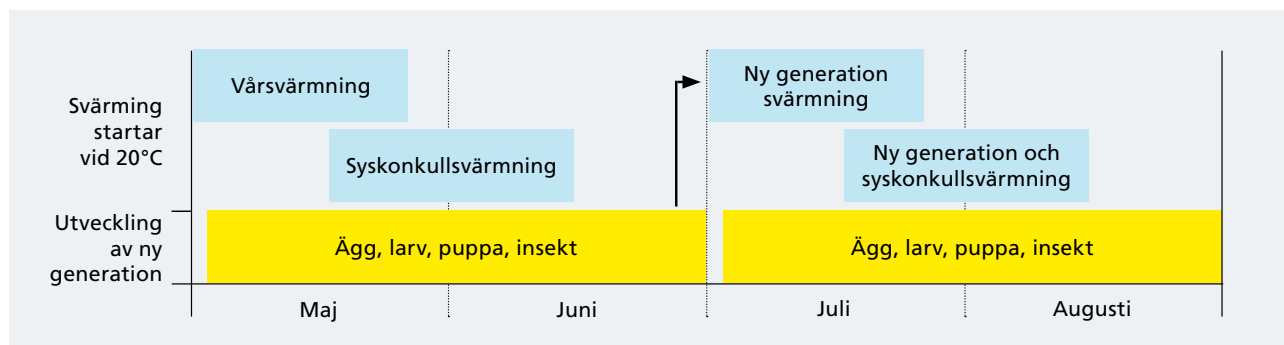 Svärming
startar
vid 20°C
Vårsvärmning
Syskonkullsvärmning
Ny generation
svärmning
Ny generation och
syskonkullsvärmning
Utveckling
av ny
generation
Ägg, larv, puppa, insekt
Ägg, larv, puppa, insekt
Maj
Juni
Juli
Augusti